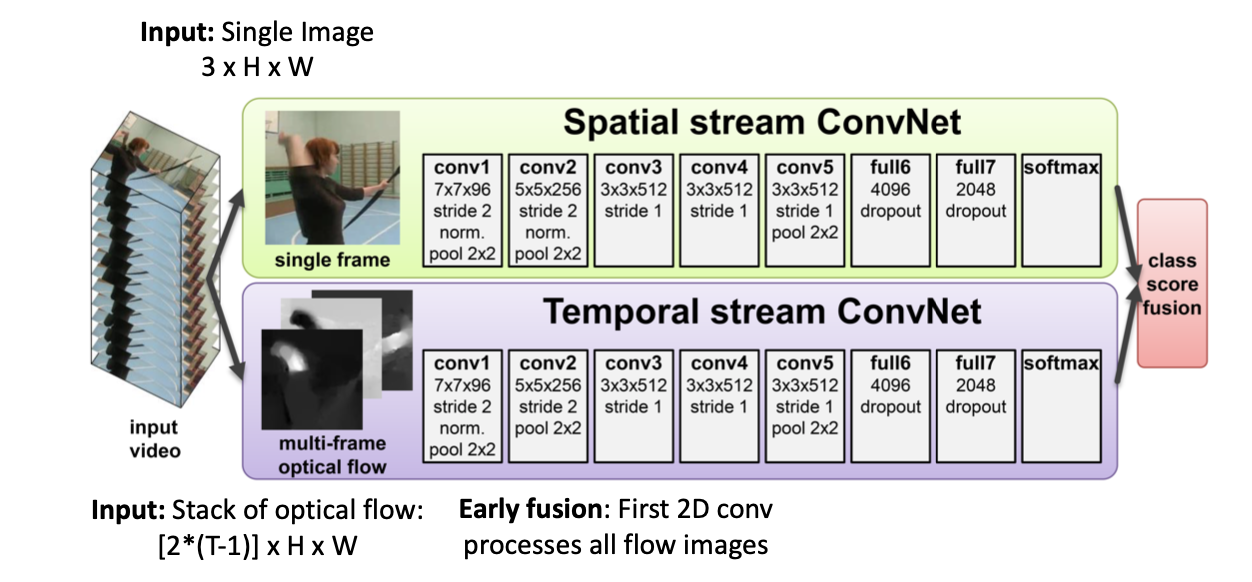 Input: Single Image
3 x H x W
Spatial stream ConvNet
conv1
7x7x96
stride 2
norm.
pool 2x2
conv2
5x5x256
stride 2
norm.
pool 2x2
conv3
3x3x512
stride 1
conv4
3x3x512
stride 1
conv5
3x3x512
stride 1
pool 2x2
full6
4096
dropout
full7
2048
dropout
softmax
single frame
Temporal stream ConvNet
conv1
7x7x96
stride 2
norm.
pool 2x2
conv2
5x5x256
stride 2
pool 2x2
conv3
3x3x512
stride 1
conv4
3x3x512
stride 1
conv5
3x3x512
stride 1
pool 2x2
full6
4096
dropout
full7
2048
dropout
softmax
multi-frame
optical flow
input
video
class
score
fusion
Input: Stack of optical flow:
[2*(T-1)] x H x W
Early fusion: First 2D conv
processes all flow images